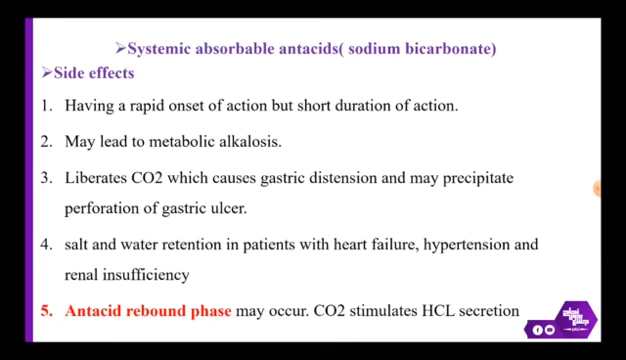 ➢Systemic absorbable antacids( sodium bicarbonate)
➢Side effects
1. Having a rapid onset of action but short duration of action.
2. May lead to metabolic alkalosis.
3. Liberates CO2 which causes gastric distension and may precipitate
perforation of gastric ulcer.
4. salt and water retention in patients with heart failure, hypertension and
renal insufficiency
5. Antacid rebound phase may occur. CO2 stimulates HCL secretion